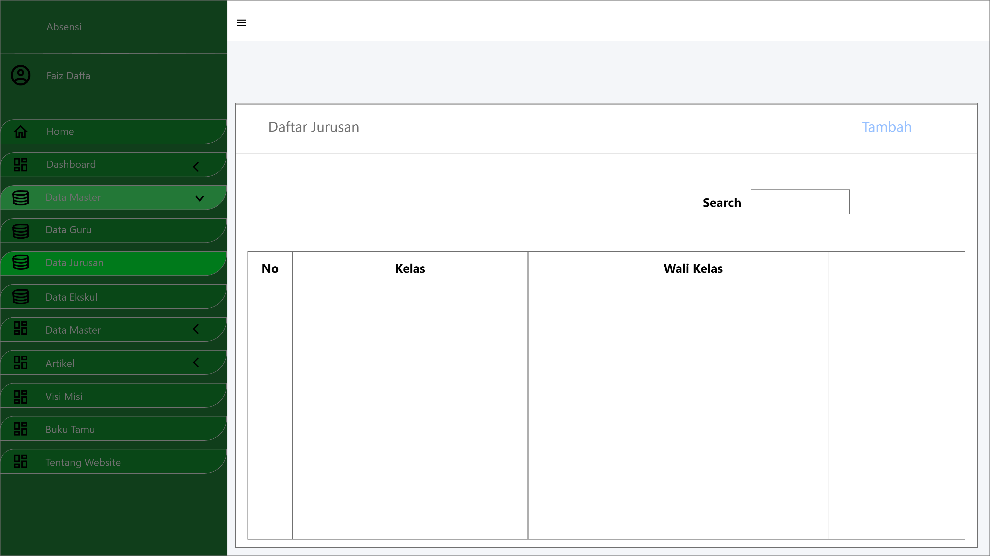 Absensi
Faiz Daffa
Home
Dashboard
Data Master
Data Guru
Data Jurusan
Data Ekskul
Data Master
Artikel
Visi Misi
Buku Tamu
Tentang Website
Daftar Jurusan
Tambah
Search
No Kelas Wali Kelas